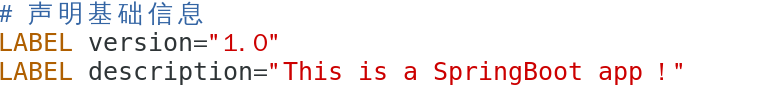 # 声明基础信息
LABEL version="1.0"
LABEL description="This is a SpringBoot app！"